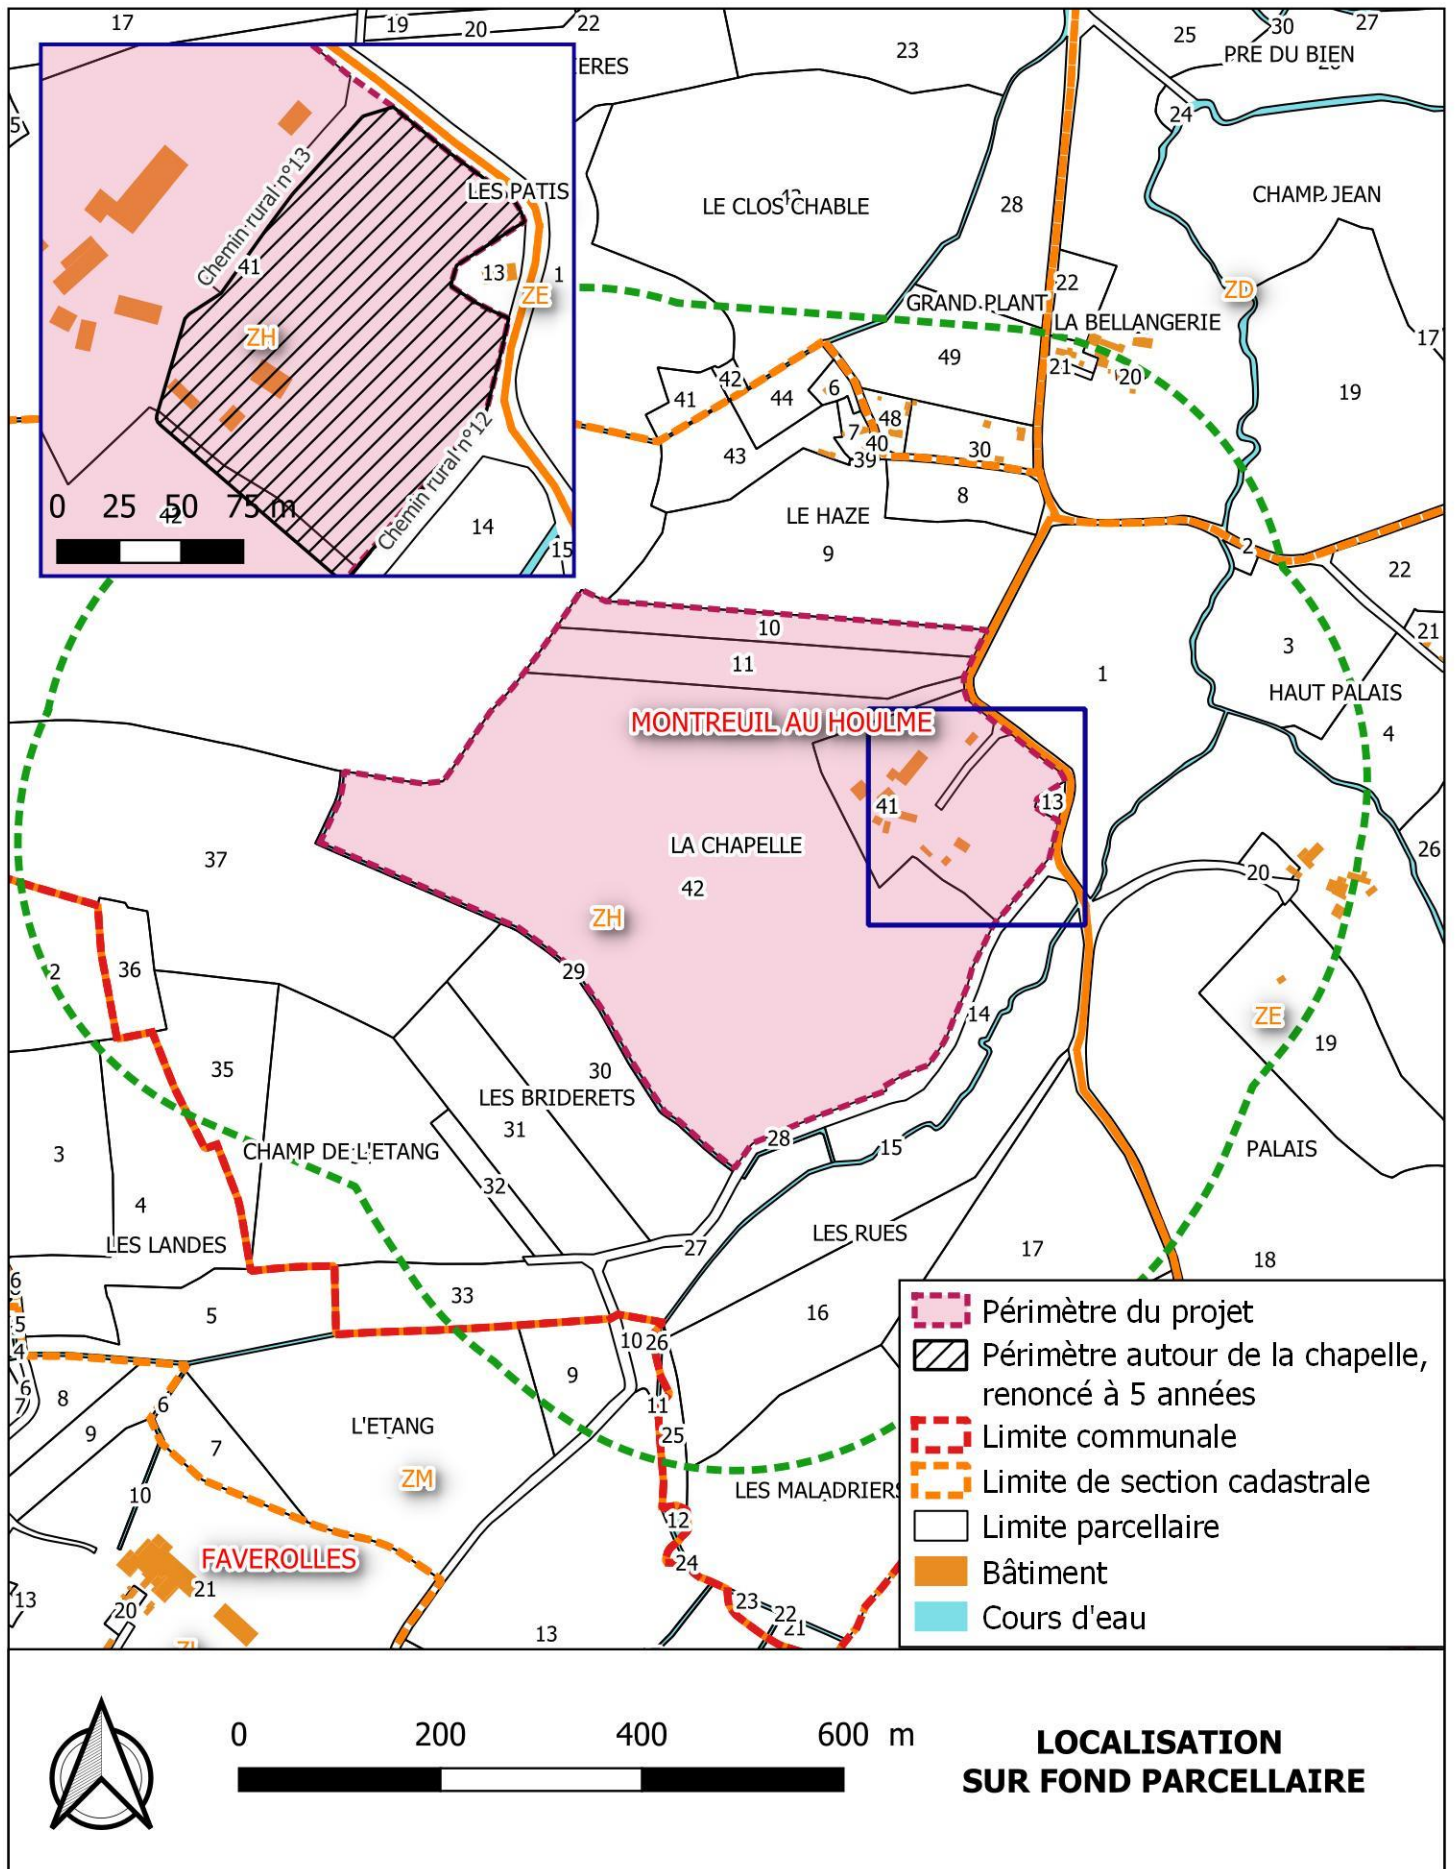 17
19
20
22
23
25
30
27
PRE DU BIEN
24
ERES
5
LE CLOS CHABLE
28
CHAMP JEAN
ZD
17
19
22
GRAND PLANT
LA BELLANGERIE
49
21
20
41
42
44
6
48
7
40
39
30
43
8
LE HAZE
9
2
22
21
3
HAUT PALAIS
4
1
26
LES PATIS
Chemin rural n°13
41
13
1
ZE
ZH
Chemin rural n°12
14
15
42
0 25 50 75 m
10
11
MONTREUIL AU HOULME
41
13
LA CHAPELLE
42
ZH
37
20
2
36
29
14
ZE
19
35
30
LES BRIDERETS
31
CHAMP DE L'ETANG
28
15
PALAIS
3
32
4
LES LANDES
27
LES RUES
17
18
6
5
33
16
5
4
10
26
9
6
7
8
6
9
7
11
25
L'ETANG
ZM
10
LES MALADRIERS
12
24
FAVEROLLES
21
13
20
23
22
21
13
Périmètre du projet
Périmètre autour de la chapelle,
renoncé à 5 années
Limite communale
Limite de section cadastrale
Limite parcellaire
Bâtiment
Cours d'eau
0 200 400 600 m
LOCALISATION
SUR FOND PARCELLAIRE